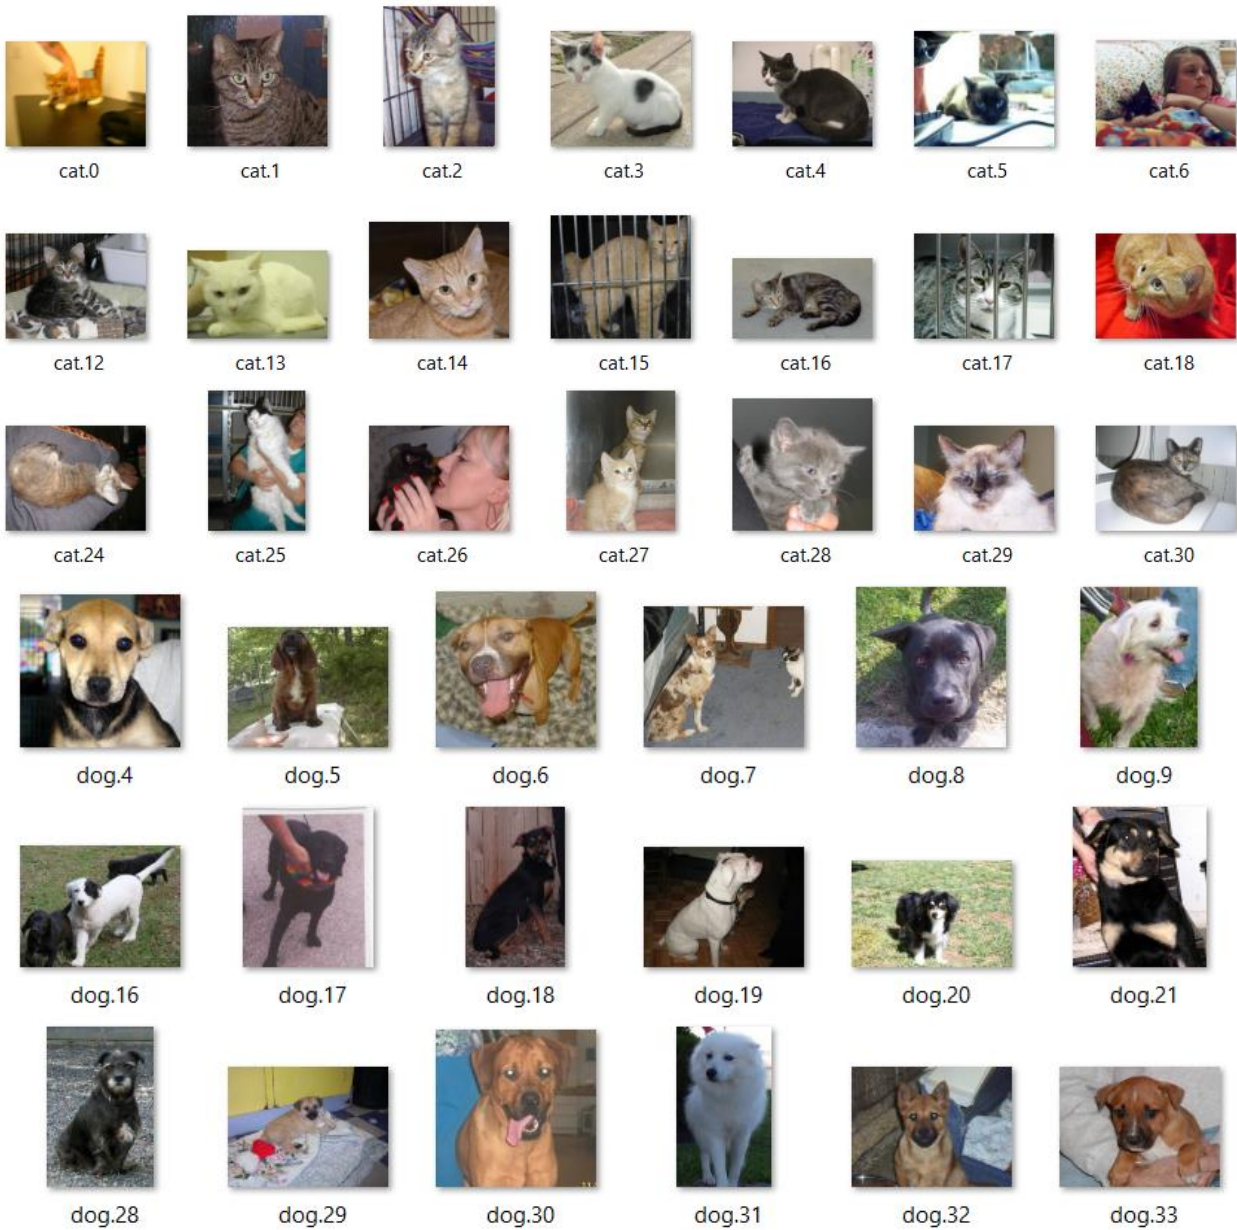 cat.0 cat.1 cat.2 cat.3 cat.4 cat.5 cat.6
cat.12 cat.13 cat.14 cat.15 cat.16 cat.17 cat.18
cat.24 cat.25 cat.26 cat.27 cat.28 cat.29 cat.30
dog.4 dog.5 dog.6 dog.7 dog.8 dog.9
dog.16 dog.17 dog.18 dog.19 dog.20 dog.21
dog.28 dog.29 dog.30 dog.31 dog.32 dog.33